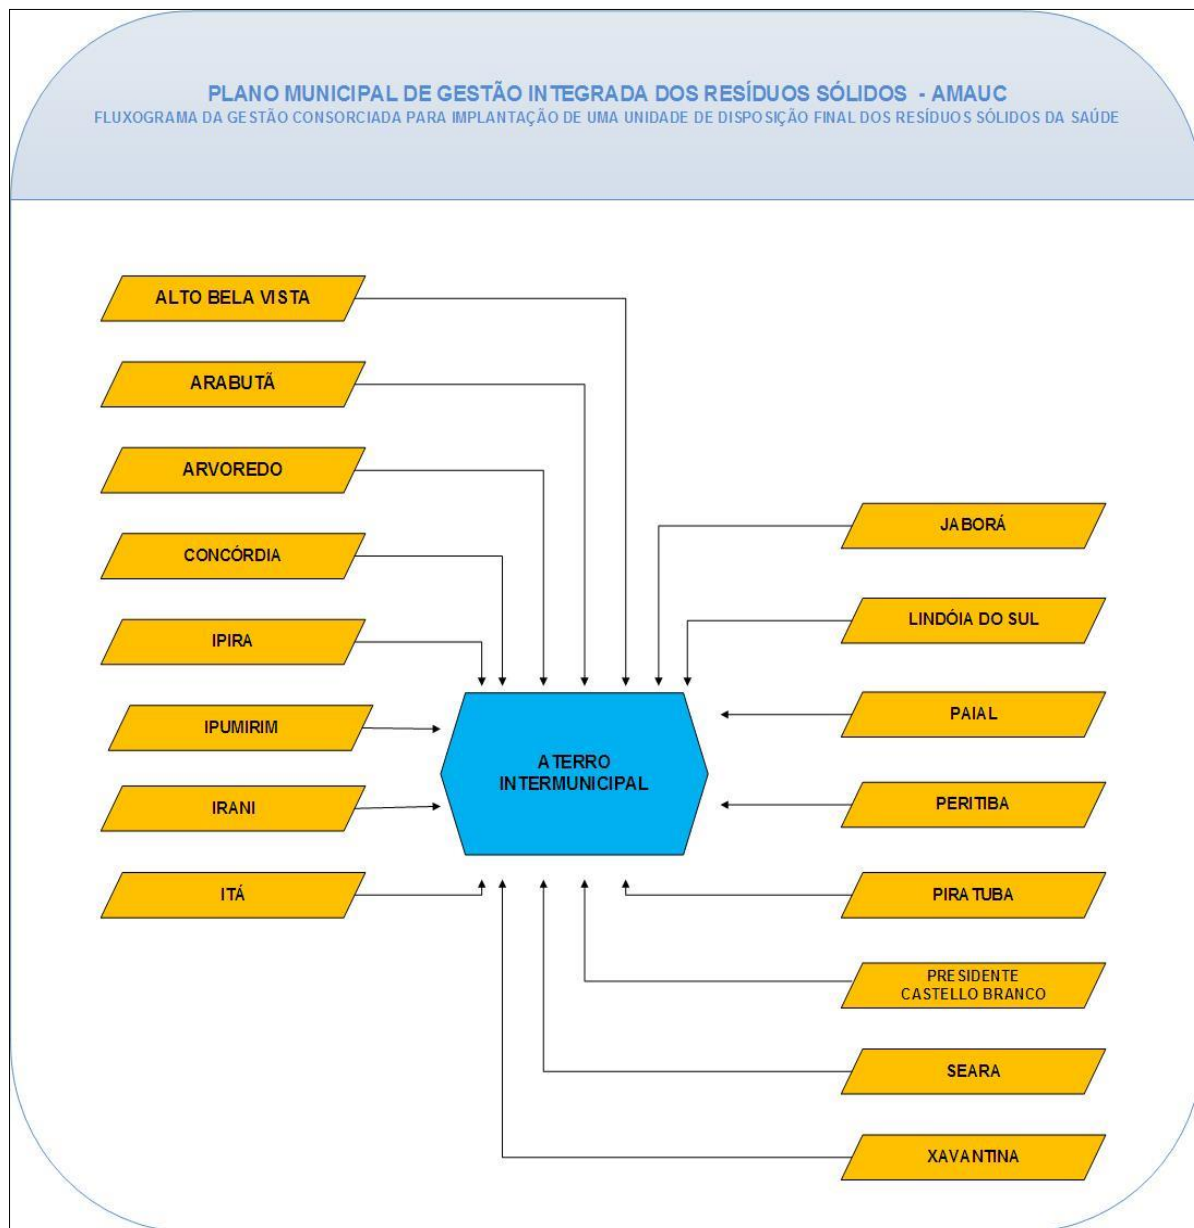 PLANO MUNICIPAL DE GESTÃO INTEGRADA DOS RESÍDUOS SÓLIDOS - AMAUC
FLUXOGRAMA DA GESTÃO CONSORCIADA PARA IMPLANTAÇÃO DE UMA UNIDADE DE DISPOSIÇÃO FINAL DOS RESÍDUOS SÓLIDOS DA SAÚDE
ALTO BELA VISTA
ARABUTÃ
ARVOREDO
CONCÓRDIA
IPIRA
IPUMIRIM
IRANI
ITÁ
ATERRO
INTERMUNICIPAL
JABORÁ
LINDÓIA DO SUL
PAIAL
PERITIBA
PIRATUBA
PRESIDENTE
CASTELLO BRANCO
SEARA
XAVANTINA